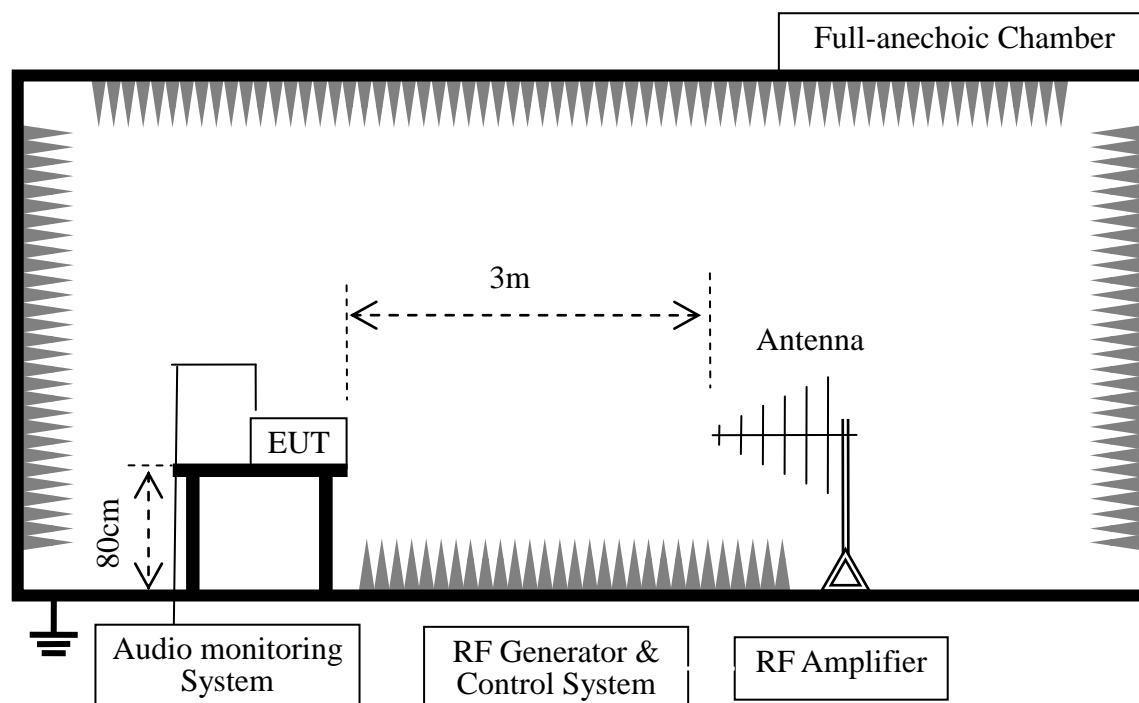 Full-anechoic Chamber
3m
Antenna
EUT
80cm
Audio monitoring
System
RF Generator &
Control System
RF Amplifier